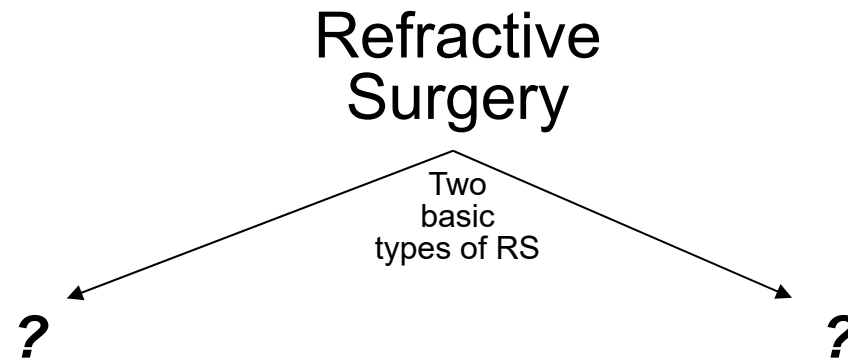 Refractive
Surgery
Two
basic
types of RS
? ?